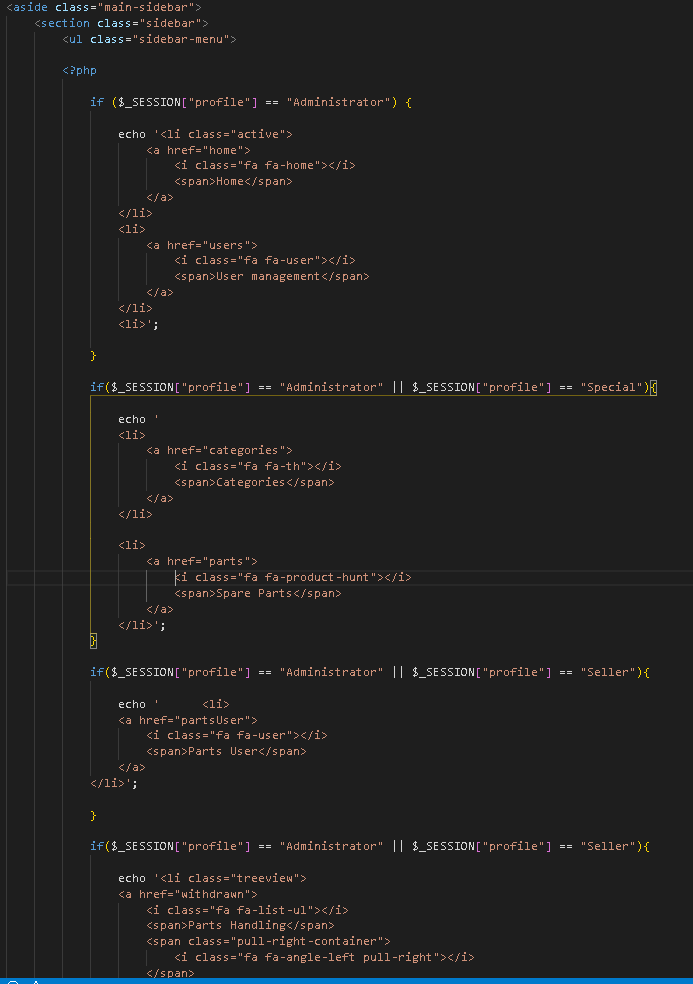 <aside class="main-sidebar">
<section class="sidebar">
<ul class="sidebar-menu">
<?php
if ($_SESSION["profile"] == "Administrator") {
echo '<li class="active">
<a href="home">
<i class="fa fa-home"></i>
<span>Home</span>
</a>
</li>
<li>
<a href="users">
<i class="fa fa-user"></i>
<span>User management</span>
</a>
</li>
<li>';
}
if($_SESSION["profile"] == "Administrator" || $_SESSION["profile"] == "Special"){
echo '
<li>
<a href="categories">
<i class="fa fa-th"></i>
<span>Categories</span>
</a>
</li>
<li>
<a href="parts">
<i class="fa fa-product-hunt"></i>
<span>Spare Parts</span>
</a>
</li>';
}
if($_SESSION["profile"] == "Administrator" || $_SESSION["profile"] == "Seller"){
echo '      <li>
<a href="partsUser">
<i class="fa fa-user"></i>
<span>Parts User</span>
</a>
</li>';
}
if($_SESSION["profile"] == "Administrator" || $_SESSION["profile"] == "Seller"){
echo '<li class="treeview">
<a href="withdrawn">
<i class="fa fa-list-ul"></i>
<span>Parts Handling</span>
<span class="pull-right-container">
<i class="fa fa-angle-left pull-right"></i>
</span>